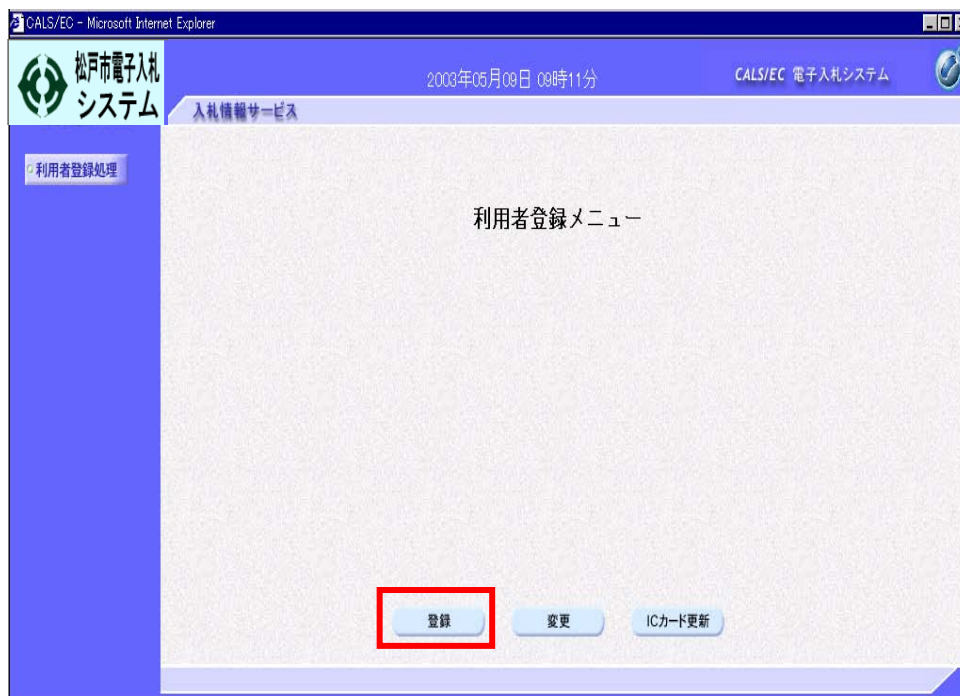 CALS/EC - Microsoft Internet Explorer
松戸市電子入札
システム
2003年05月09日 09時11分
CALS/EC 電子入札システム
入札情報サービス
利用者登録処理
利用者登録メニュー
登録
変更
ICカード更新